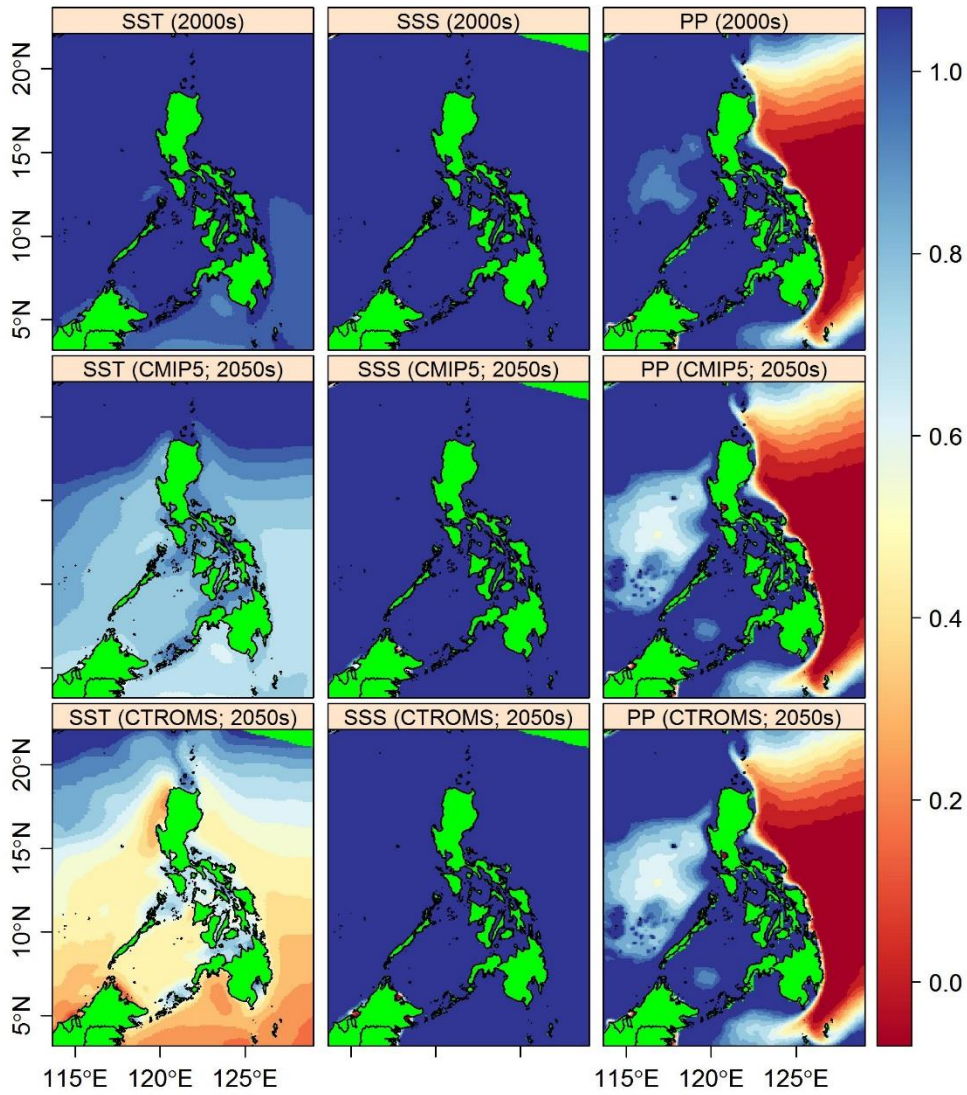 SST (2000s) SSS (2000s) PP (2000s)
20°N
15°N
10°N
5°N
SST (CMIP5; 2050s) SSS (CMIP5; 2050s) PP (CMIP5; 2050s)
SST (CTROMS; 2050s) SSS (CTROMS; 2050s) PP (CTROMS; 2050s)
20°N
15°N
10°N
5°N
115°E 120°E 125°E 115°E 120°E 125°E
1.0
0.8
0.6
0.4
0.2
0.0